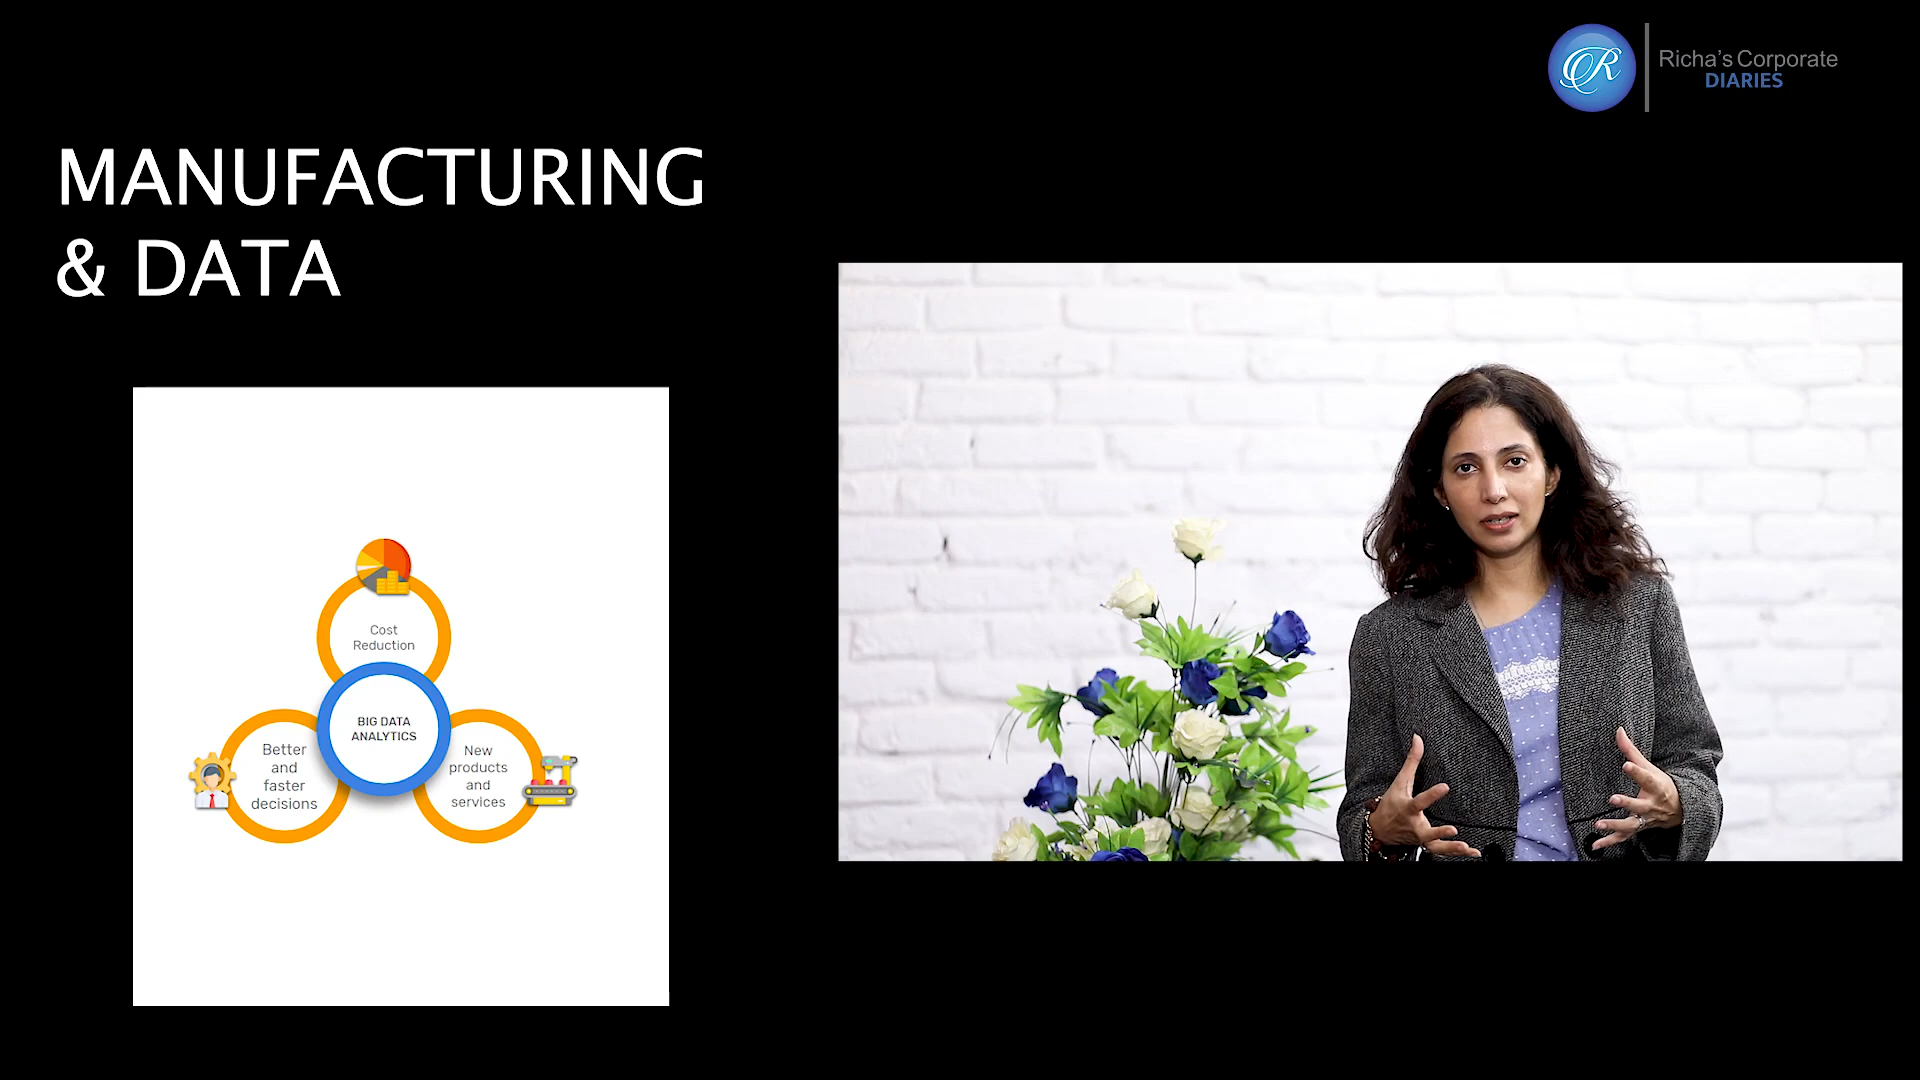 Richa's Corporate
DIARIES
MANUFACTURING
& DATA
Cost
Reduction
BIG DATA
ANALYTICS
Better
and
faster
decisions
New
products
and
services